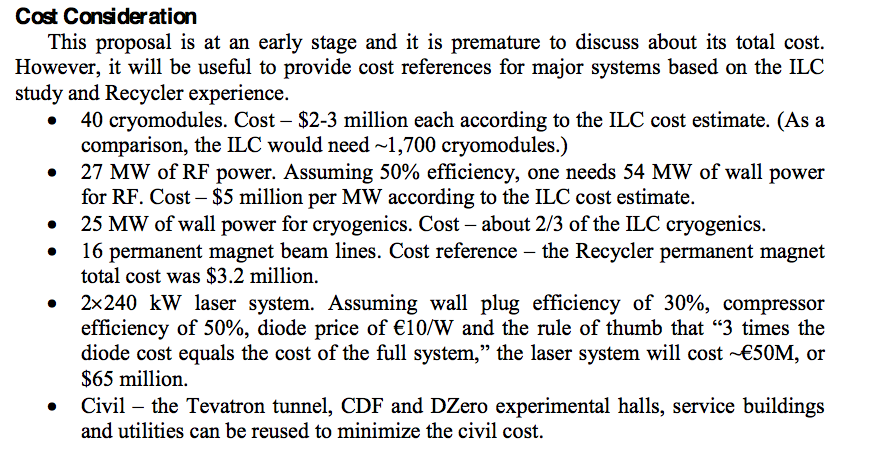 Cost Consideration
This proposal is at an early stage and it is premature to discuss about its total cost.
However, it will be useful to provide cost references for major systems based on the ILC
study and Recycler experience.
• 40 cryomodules. Cost – $2-3 million each according to the ILC cost estimate. (As a
comparison, the ILC would need ~1,700 cryomodules.)
• 27 MW of RF power. Assuming 50% efficiency, one needs 54 MW of wall power
for RF. Cost – $5 million per MW according to the ILC cost estimate.
• 25 MW of wall power for cryogenics. Cost – about 2/3 of the ILC cryogenics.
• 16 permanent magnet beam lines. Cost reference – the Recycler permanent magnet
total cost was $3.2 million.
• 2×240 kW laser system. Assuming wall plug efficiency of 30%, compressor
efficiency of 50%, diode price of €10/W and the rule of thumb that “3 times the
diode cost equals the cost of the full system,” the laser system will cost ~€50M, or
$65 million.
• Civil – the Tevatron tunnel, CDF and DZero experimental halls, service buildings
and utilities can be reused to minimize the civil cost.